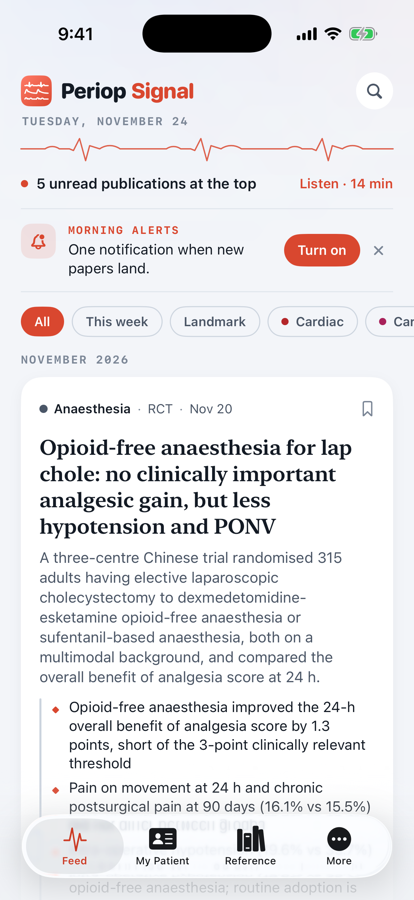 9:41
Periop Signal
TUESDAY, NOVEMBER 24
5 unread publications at the top
Listen · 14 min
MORNING ALERTS
One notification when new
papers land.
Turn on
All
This week
Landmark
Cardiac
Car
NOVEMBER 2026
Anaesthesia · RCT · Nov 20
Opioid-free anaesthesia for lap
chole: no clinically important
analgesic gain, but less
hypotension and PONV
A three-centre Chinese trial randomised 315
adults having elective laparoscopic
cholecystectomy to dexmedetomidine-
esketamine opioid-free anaesthesia or
sufentanil-based anaesthesia, both on a
multimodal background, and compared the
overall benefit of analgesia score at 24 h.
Opioid-free anaesthesia improved the 24-h
overall benefit of analgesia score by 1.3
points, short of the 3-point clinically relevant
threshold
Pain on movement at 24 h and chronic
postsurgical pain at 90 days (16.1% vs 15.5%)
Feed
My Patient
Reference
More
opioid-free anaesthesia; routine adoption is